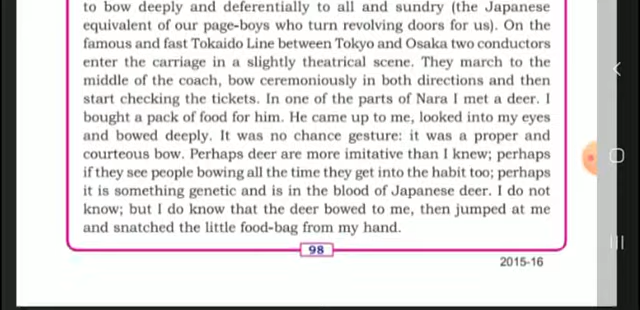 to bow deeply and deferentially to all and sundry (the Japanese
equivalent of our page-boys who turn revolving doors for us). On the
famous and fast Tokaido Line between Tokyo and Osaka two conductors
enter the carriage in a slightly theatrical scene. They march to the
middle of the coach, bow ceremoniously in both directions and then
start checking the tickets. In one of the parts of Nara I met a deer. I
bought a pack of food for him. He came up to me, looked into my eyes
and bowed deeply. It was no chance gesture: it was a proper and
courteous bow. Perhaps deer are more imitative than I knew; perhaps
if they see people bowing all the time they get into the habit too; perhaps
it is something genetic and is in the blood of Japanese deer. I do not
know; but I do know that the deer bowed to me, then jumped at me
and snatched the little food-bag from my hand.
98
2015-16